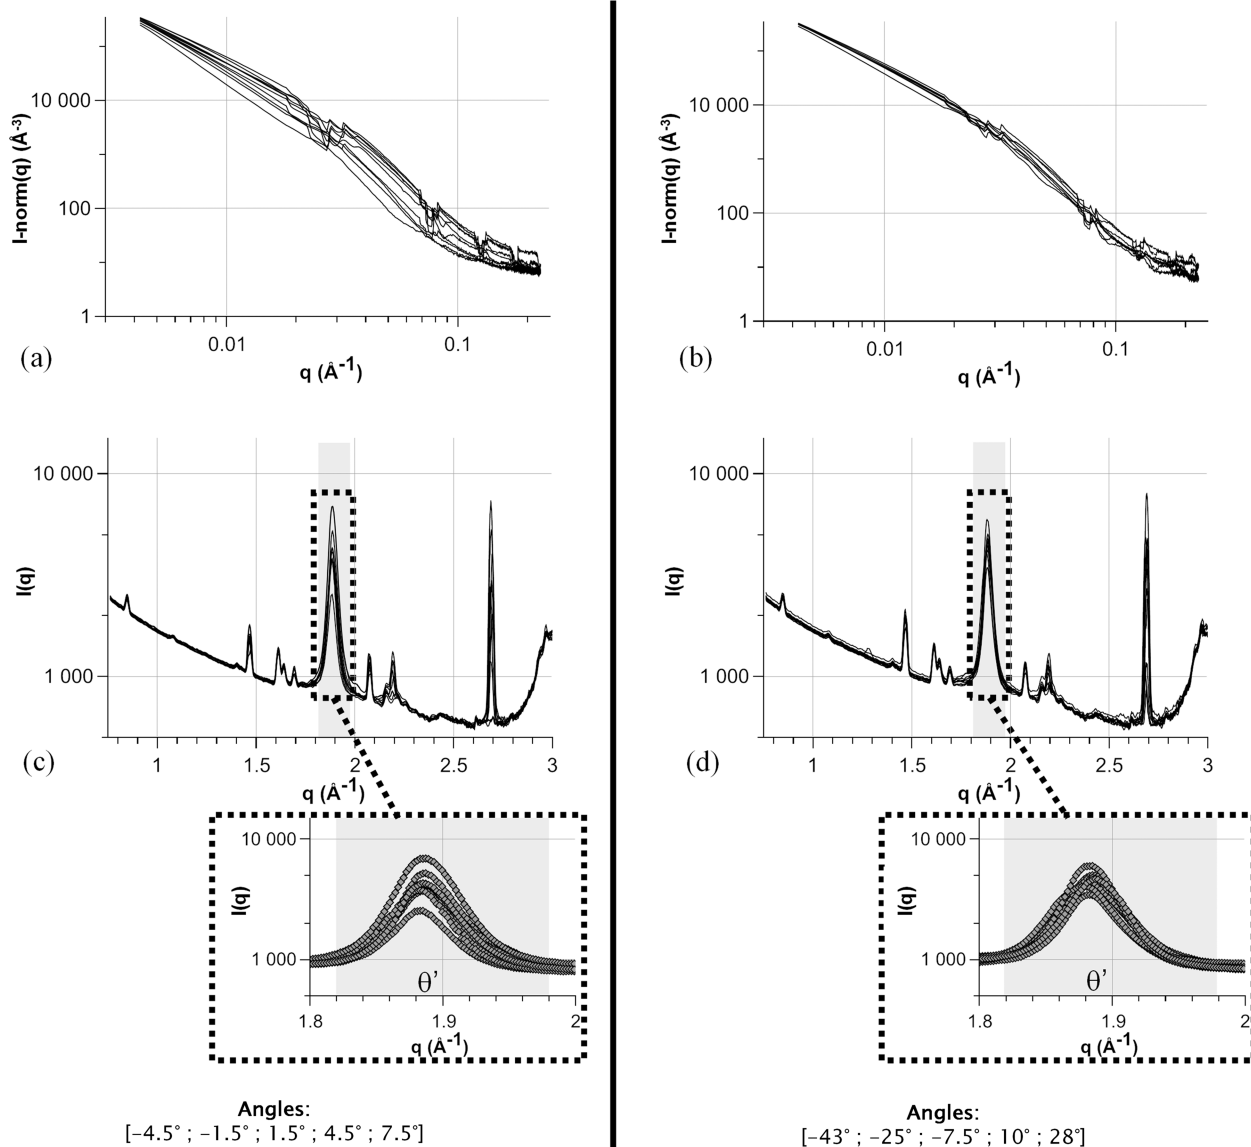 I-norm(q) (Å-3)
10 000
100
1
0.01
0.1
q (Å-1)
(a)
I-norm(q) (Å-3)
10 000
100
1
0.01
0.1
q (Å-1)
(b)
I(q)
10 000
1 000
1
1.5
2
2.5
3
q (Å-1)
(c)
I(q)
10 000
1 000
1
1.5
2
2.5
3
q (Å-1)
(d)
I(q)
10 000
1 000
θ’
1.8
1.9
2
q (Å-1)
I(q)
10 000
1 000
θ’
1.8
1.9
2
q (Å-1)
Angles:
[−4.5° ; −1.5° ; 1.5° ; 4.5° ; 7.5°]
Angles:
[−43° ; −25° ; −7.5° ; 10° ; 28°]